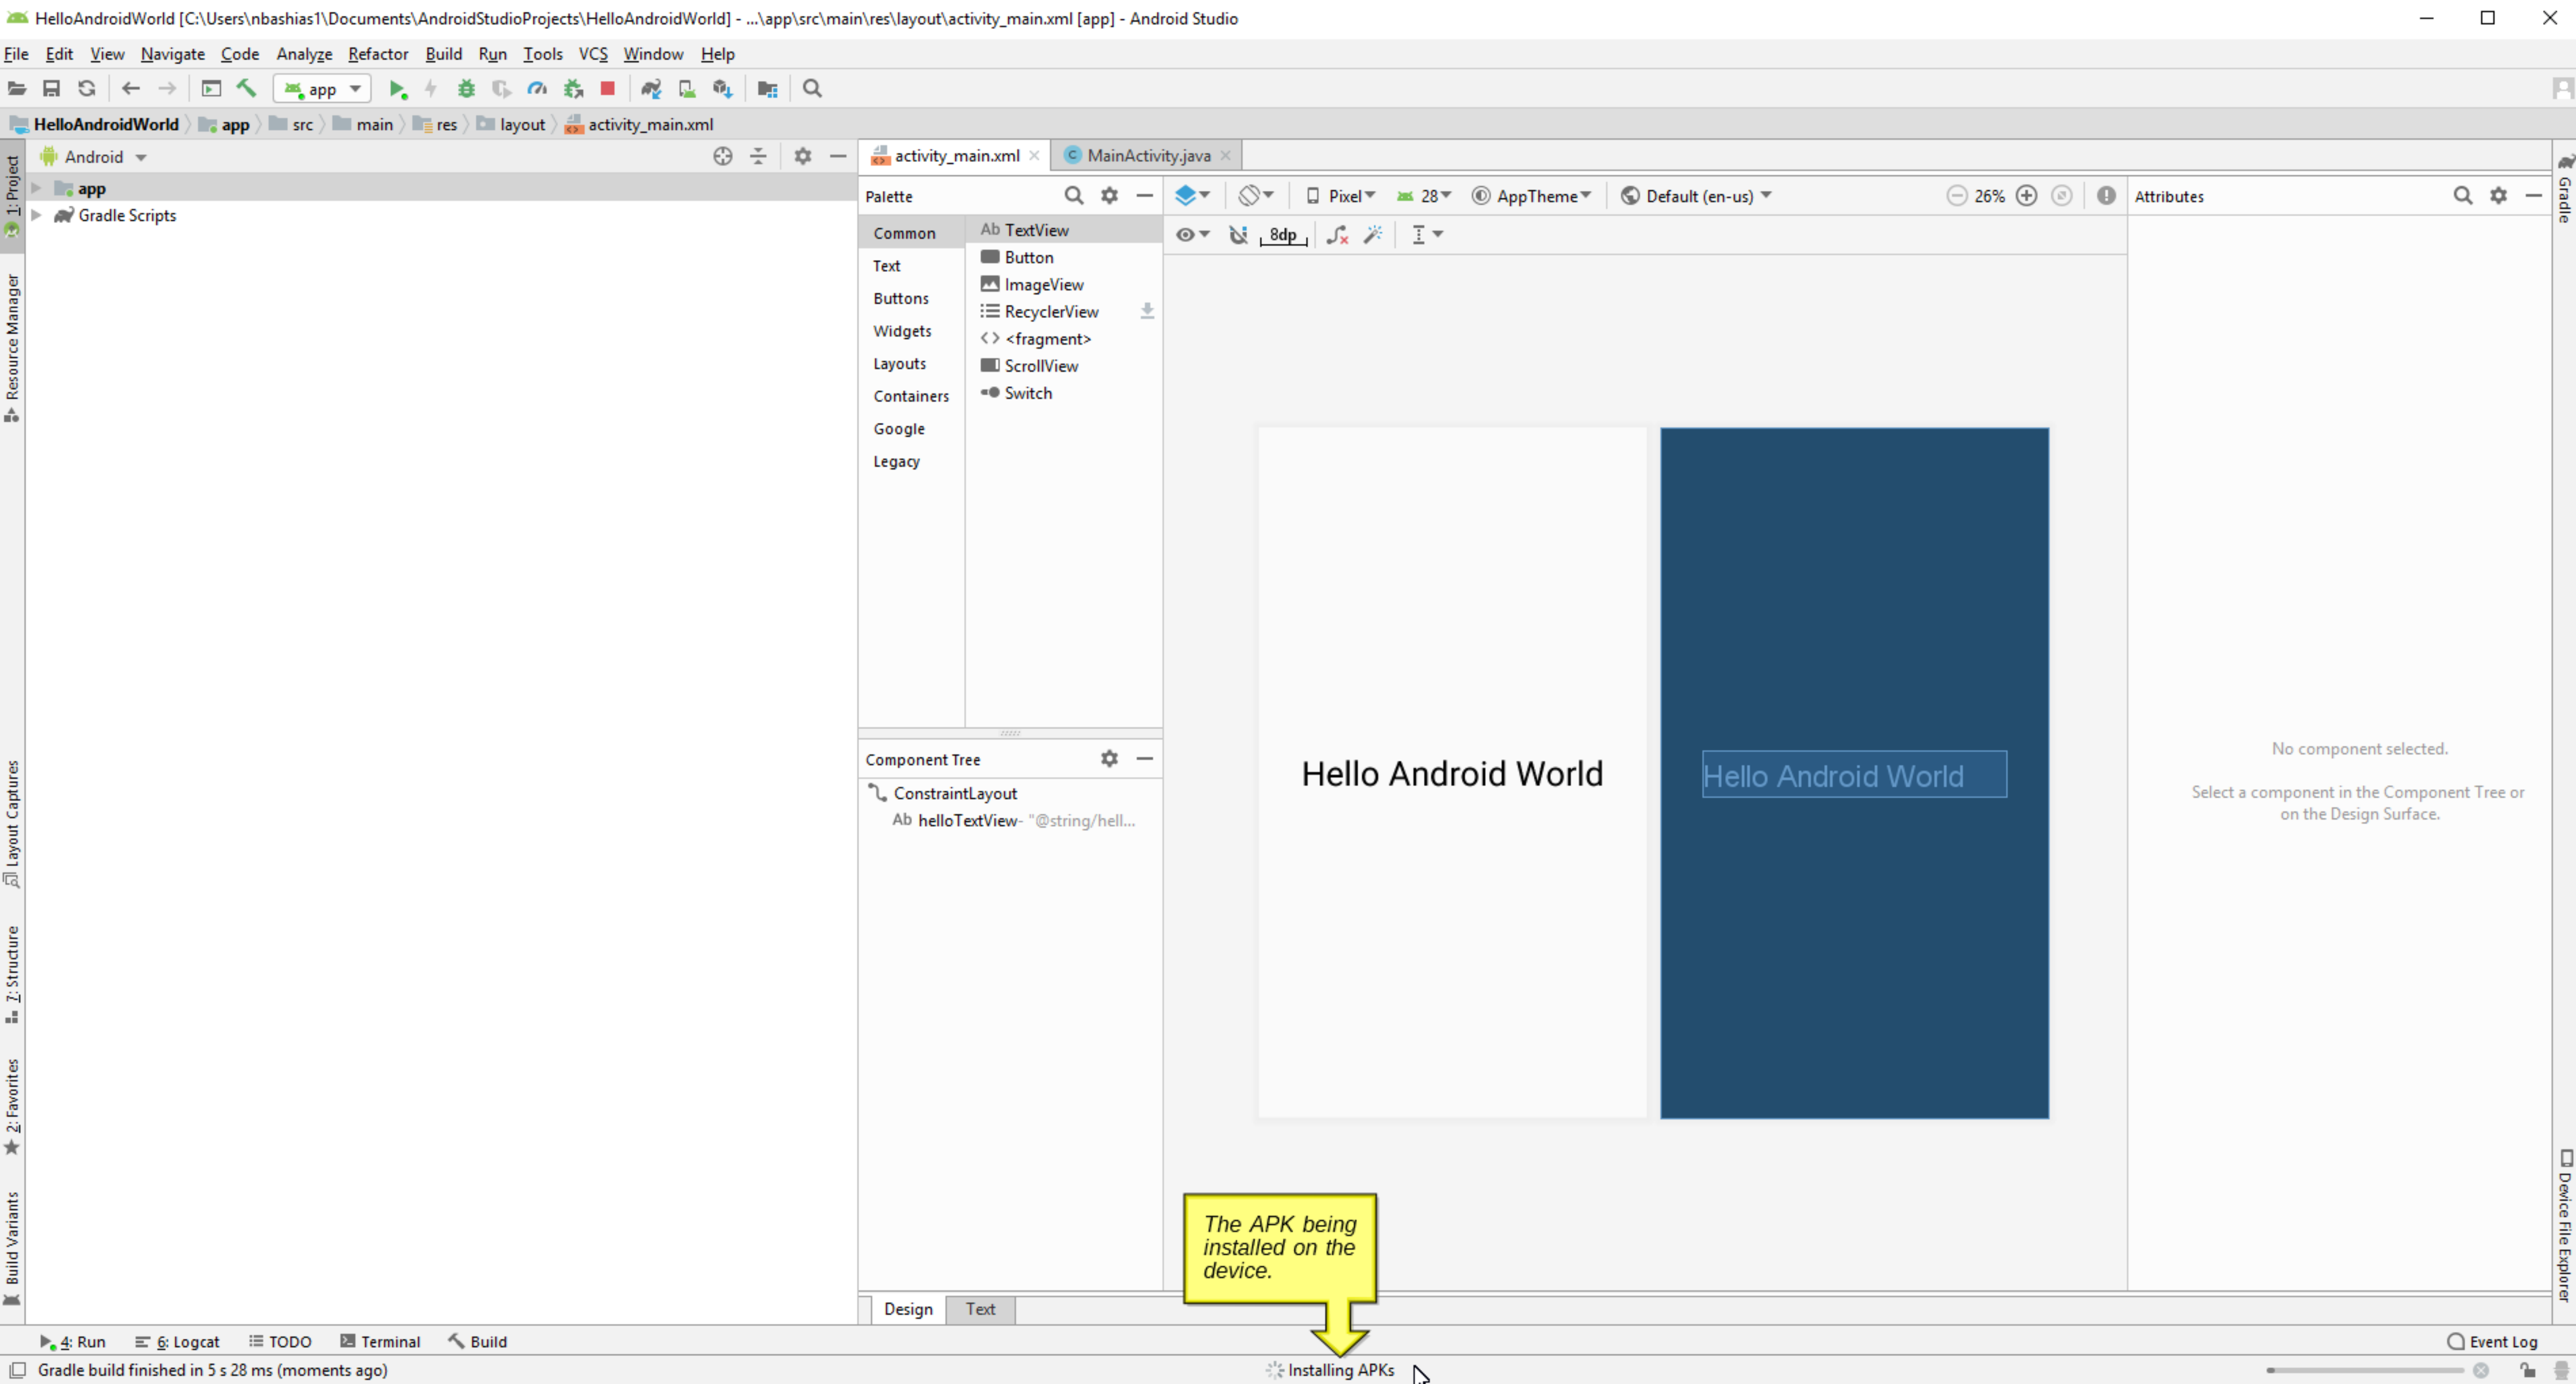 HelloAndroidWorld [C:\Users\nbashias1\Documents\AndroidStudioProjects\HelloAndroidWorld] - ...\app\src\main\res\layout\activity_main.xml [app] - Android Studio
File Edit View Navigate Code Analyze Refactor Build Run Tools VCS Window Help
app
HelloAndroidWorld app src main res layout activity_main.xml
1: Project
Resource Manager
Layout Captures
7: Structure
2: Favorites
Build Variants
Android
app
Gradle Scripts
activity_main.xml MainActivity.java
Palette
Common
Text
Buttons
Widgets
Layouts
Containers
Google
Legacy
Ab TextView
Button
ImageView
RecyclerView
<> <fragment>
ScrollView
Switch
Pixel 28 AppTheme Default (en-us) 26%
8dp
Component Tree
ConstraintLayout
Ab helloTextView- "@string/hell...
Hello Android World
Hello Android World
Attributes
No component selected.
Select a component in the Component Tree or
on the Design Surface.
Gradle
Device File Explorer
The APK being
installed on the
device.
Design Text
4: Run 6: Logcat TODO Terminal Build Event Log
Gradle build finished in 5 s 28 ms (moments ago) Installing APKs